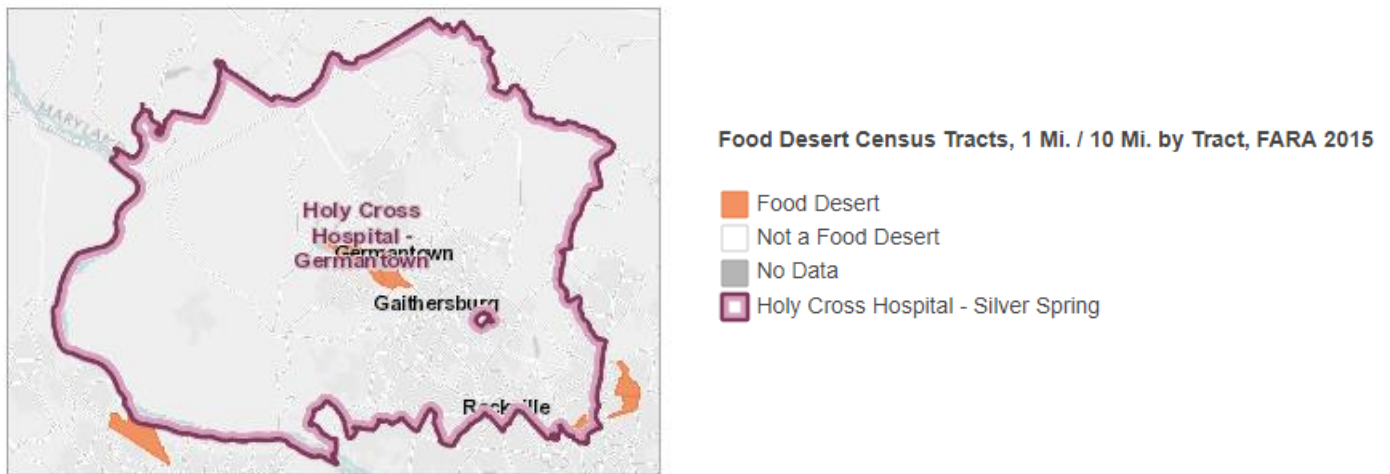 MARYLA
Holy Cross
Hospital -
Germantown
Germantown
Gaithersburg
Rockville
Food Desert Census Tracts, 1 Mi. / 10 Mi. by Tract, FARA 2015
Food Desert
Not a Food Desert
No Data
Holy Cross Hospital - Silver Spring